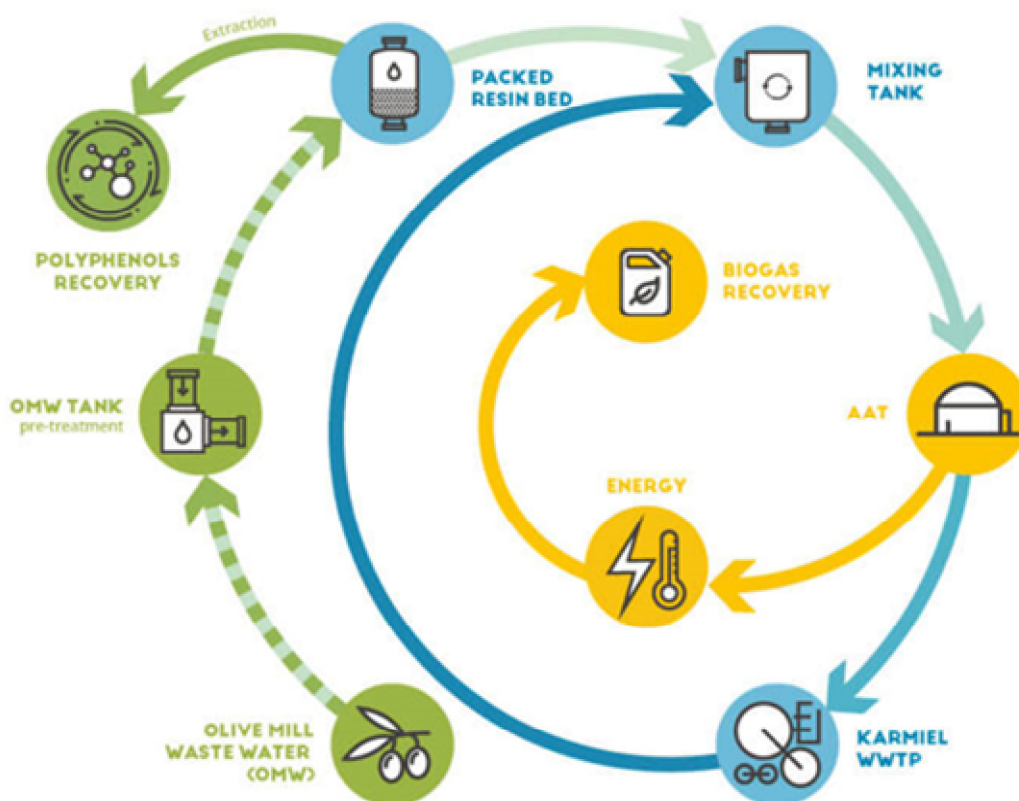 Extraction
PACKED
RESIN BED
MIXING
TANK
POLYPHENOLS
RECOVERY
BIOGAS
RECOVERY
OMW TANK
pre-treatment
AAT
ENERGY
OLIVE MILL
WASTE WATER
(OMW)
KARMIEL
WWTP